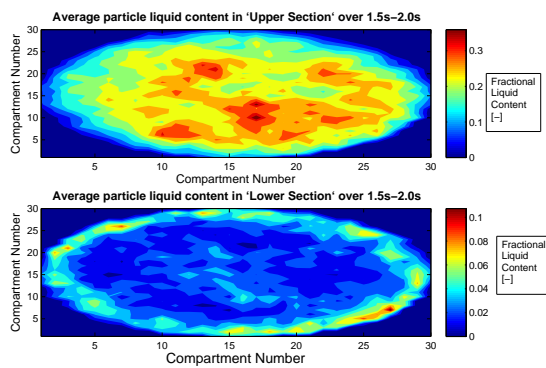 Average particle liquid content in 'Upper Section' over 1.5s−2.0s
Compartment Number
30
25
20
15
10
5
5 10 15 20 25 30
Compartment Number
0.3
0.2
0.1
0
Fractional
Liquid
Content
[−]
Average particle liquid content in 'Lower Section' over 1.5s−2.0s
Compartment Number
30
25
20
15
10
5
5 10 15 20 25 30
Compartment Number
0.1
0.08
0.06
0.04
0.02
0
Fractional
Liquid
Content
[−]